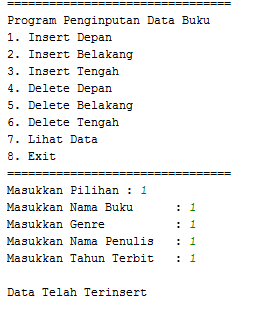 ================================
Program Penginputan Data Buku
1. Insert Depan
2. Insert Belakang
3. Insert Tengah
4. Delete Depan
5. Delete Belakang
6. Delete Tengah
7. Lihat Data
8. Exit
================================
Masukkan Pilihan : 1
Masukkan Nama Buku      : 1
Masukkan Genre          : 1
Masukkan Nama Penulis   : 1
Masukkan Tahun Terbit   : 1
Data Telah Terinsert